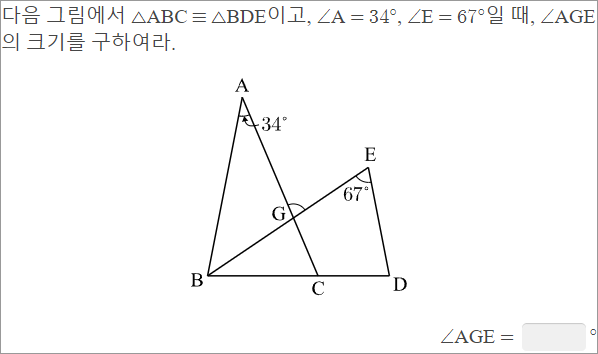 다음 그림에서 △ABC ≡ △BDE이고, ∠A = 34°, ∠E = 67°일 때, ∠AGE
의 크기를 구하여라.
A
34°
E
67°
G
B
C
D
∠AGE = °